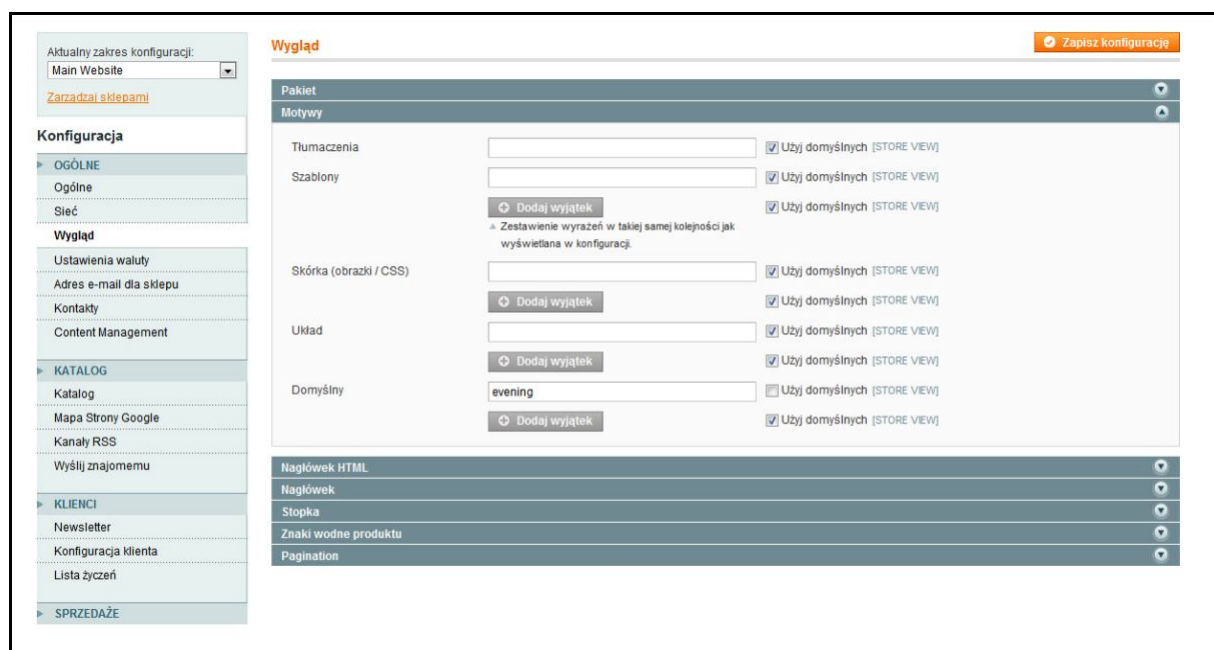 Aktualny zakres konfiguracji:
Main Website
Zarzadzaj sklepami
Konfiguracja
OGÓLNE
Ogólne
Sieć
Wygląd
Ustawienia waluty
Adres e-mail dla sklepu
Kontakty
Content Management
KATALOG
Katalog
Mapa Strony Google
Kanały RSS
Wyślij znajomemu
KLIENCI
Newsletter
Konfiguracja klienta
Lista życzeń
SPRZEDAŻE
Wygląd
Zapisz konfigurację
Pakiet
Motywy
Tłumaczenia
Użyj domyślnych [STORE VIEW]
Szablony
Użyj domyślnych [STORE VIEW]
Dodaj wyjątek
Użyj domyślnych [STORE VIEW]
Zestawienie wyrażeń w takiej samej kolejności jak
wyświetlana w konfiguracji.
Skórka (obrazki / CSS)
Użyj domyślnych [STORE VIEW]
Dodaj wyjątek
Użyj domyślnych [STORE VIEW]
Układ
Użyj domyślnych [STORE VIEW]
Dodaj wyjątek
Użyj domyślnych [STORE VIEW]
Domyślny
evening
Użyj domyślnych [STORE VIEW]
Dodaj wyjątek
Użyj domyślnych [STORE VIEW]
Nagłówek HTML
Nagłówek
Stopka
Znaki wodne produktu
Pagination